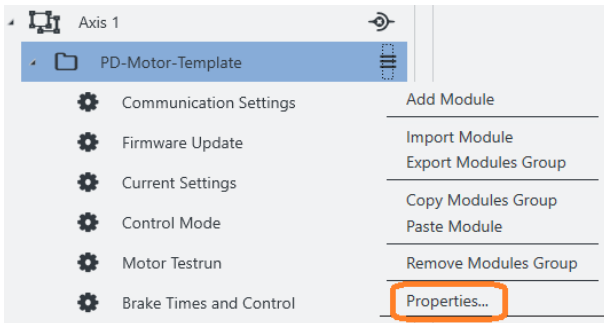 Axis 1
PD-Motor-Template
Communication Settings
Firmware Update
Current Settings
Control Mode
Motor Testrun
Brake Times and Control
Add Module
Import Module
Export Modules Group
Copy Modules Group
Paste Module
Remove Modules Group
Properties...